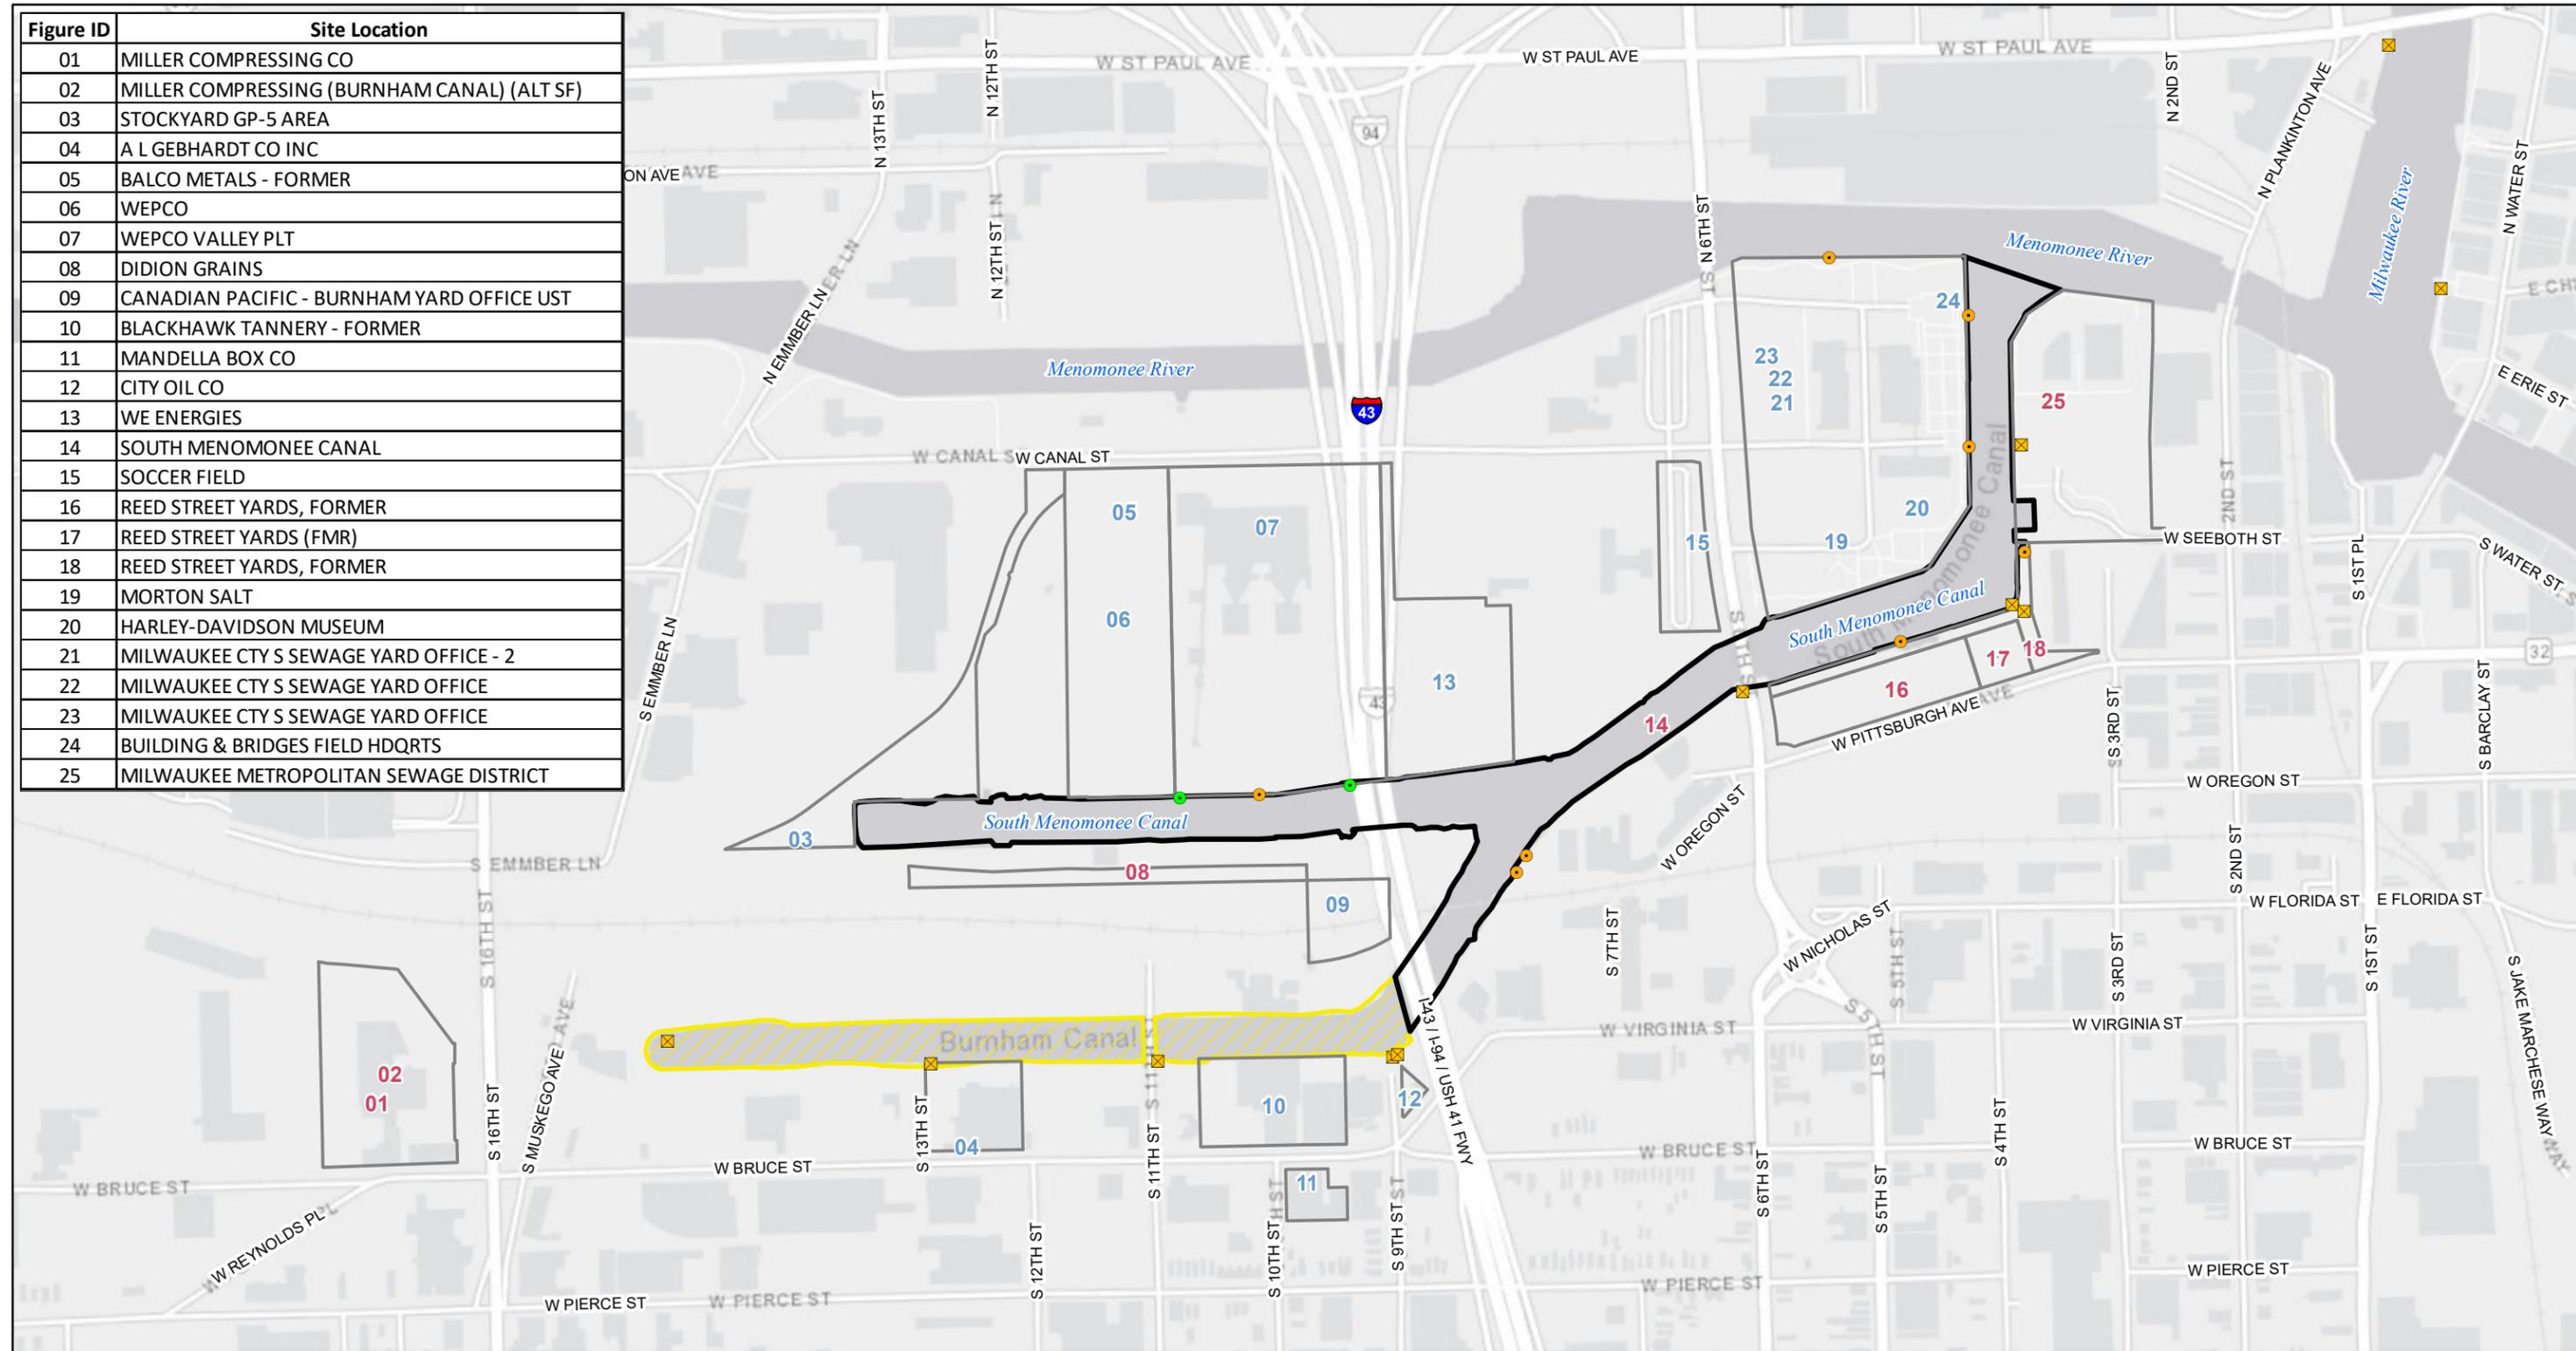 Figure ID Site Location
01 MILLER COMPRESSING CO
02 MILLER COMPRESSING (BURNHAM CANAL) (ALT SF)
03 STOCKYARD GP-5 AREA
04 A L GEBHARDT CO INC
05 BALCO METALS - FORMER
06 WEPCO
07 WEPCO VALLEY PLT
08 DIDION GRAINS
09 CANADIAN PACIFIC - BURNHAM YARD OFFICE UST
10 BLACKHAWK TANNERY - FORMER
11 MANDELLA BOX CO
12 CITY OIL CO
13 WE ENERGIES
14 SOUTH MENOMONEE CANAL
15 SOCCER FIELD
16 REED STREET YARDS, FORMER
17 REED STREET YARDS (FMR)
18 REED STREET YARDS, FORMER
19 MORTON SALT
20 HARLEY-DAVIDSON MUSEUM
21 MILWAUKEE CTY S SEWAGE YARD OFFICE - 2
22 MILWAUKEE CTY S SEWAGE YARD OFFICE
23 MILWAUKEE CTY S SEWAGE YARD OFFICE
24 BUILDING & BRIDGES FIELD HDQRTS
25 MILWAUKEE METROPOLITAN SEWAGE DISTRICT
W ST PAUL AVE
W ST PAUL AVE
W ST PAUL AVE
N 13TH ST
N 12TH ST
N 2ND ST
N PLANKINTON AVE
94
ON AVE AVE
N 12TH ST LN
N 6TH ST
Milwaukee River
N WATER ST
Menomonee River
N EMMBER LN
Menomonee River
24
23
22
21
43
25
E ERIE ST
W CANAL S
W CANAL ST
05
07
06
15
19
20
South Menomonee Canal
2ND ST
W SEEBOTH ST
S 1ST PL
S WATER ST
S EMMBER LN
13
43
South Menomonee Canal
14
16
17
18
32
W PITTSBURGH AVE
S 3RD ST
S BARCLAY ST
W OREGON ST
W OREGON ST
03
South Menomonee Canal
S EMMBER LN
08
09
S 16TH ST
S 7TH ST
W NICHOLAS ST
S 5TH ST
S 2ND ST
W FLORIDA ST
E FLORIDA ST
S 3RD ST
S 1ST ST
S JAKE MARCHESE WAY
02
01
S 16TH ST
S MUSKEGO AVE
Burnham Canal
I-43 / I-94 / USH 41 FWY
W VIRGINIA ST
S 5TH ST
W VIRGINIA ST
10
12
04
S 13TH ST
S 11TH ST
W BRUCE ST
W BRUCE ST
W BRUCE ST
W BRUCE ST
S 4TH ST
11
W REYNOLDS PL
S 12TH ST
S 10TH ST
S 9TH ST
S 6TH ST
S 5TH ST
W PIERCE ST
W PIERCE ST
W PIERCE ST
W PIERCE ST